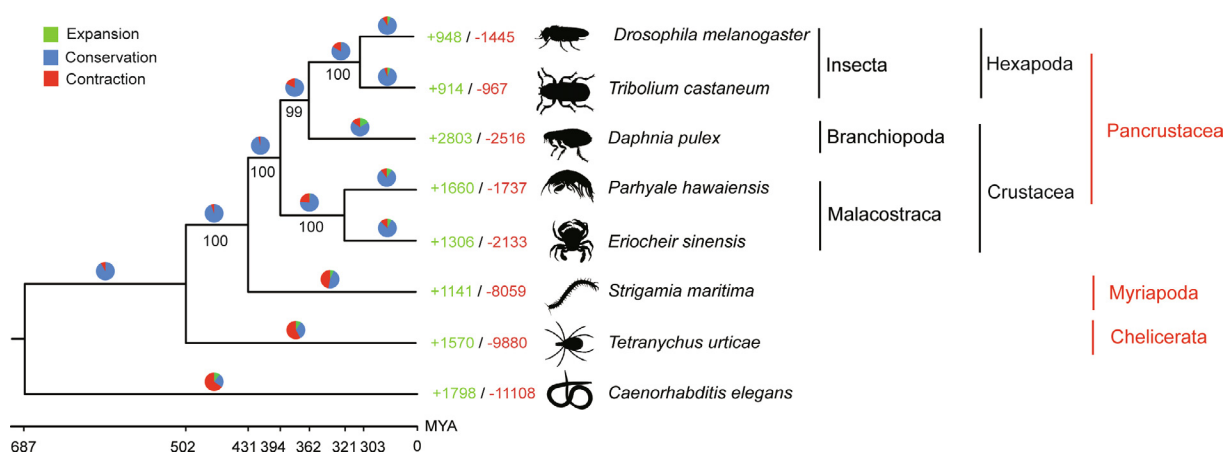 Expansion
Conservation
Contraction
+948 / -1445 Drosophila melanogaster
+914 / -967 Tribolium castaneum
+2803 / -2516 Daphnia pulex
+1660 / -1737 Parhyale hawaiensis
+1306 / -2133 Eriocheir sinensis
+1141 / -8059 Strigamia maritima
+1570 / -9880 Tetranychus urticae
+1798 / -11108 Caenorhabditis elegans
100
99
100
100
100
Insecta
Branchiopoda
Malacostraca
Hexapoda
Crustacea
Pancrustacea
Myriapoda
Chelicerata
MYA
687 502 431 394 362 321 303 0